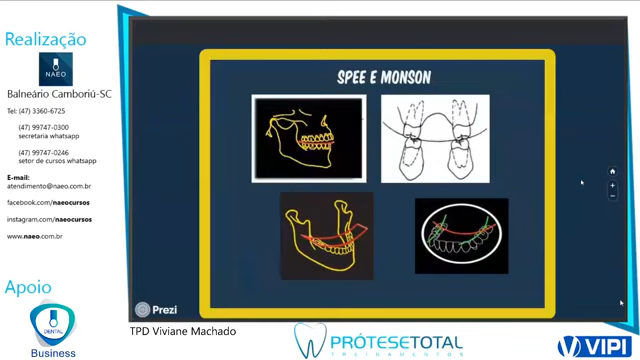 Realização
NAEO
Balneário Camboriú-SC
Tel: (47) 3360-6725
(47) 99747-0300
secretaria whatsapp
(47) 99747-0246
setor de cursos whatsapp
E-mail:
atendimento@naeo.com.br
facebook.com/naeocursos
instagram.com/naeocursos
www.naeo.com.br
Apoio
DENTAL
Business
SPEE E MONSON
Prezi
TPD Viviane Machado
PRÓTESETOTAL
TREINAMENTOS
VIPI